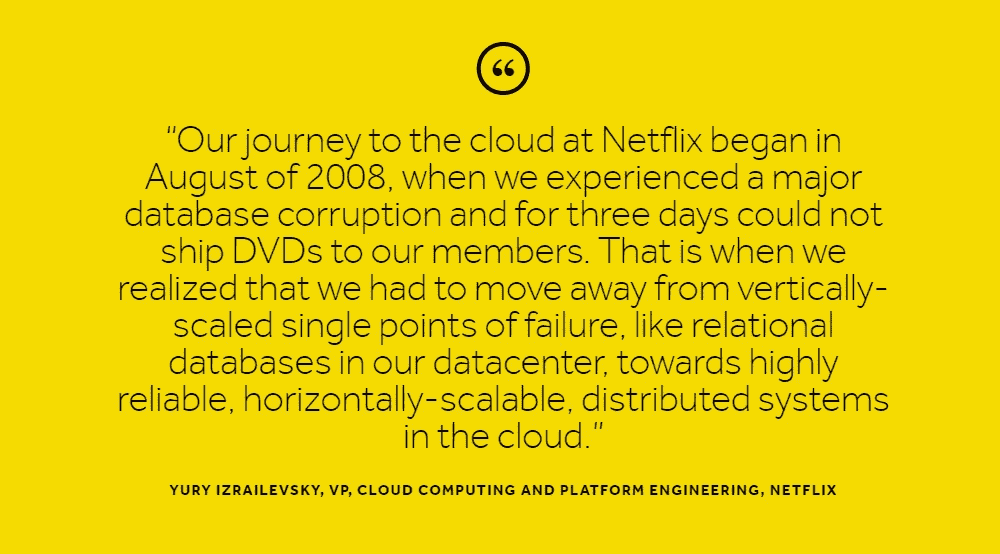 “
“Our journey to the cloud at Netflix began in
August of 2008, when we experienced a major
database corruption and for three days could not
ship DVDs to our members. That is when we
realized that we had to move away from vertically-
scaled single points of failure, like relational
databases in our datacenter, towards highly
reliable, horizontally-scalable, distributed systems
in the cloud.”
YURY IZRAILEVSKY, VP, CLOUD COMPUTING AND PLATFORM ENGINEERING, NETFLIX